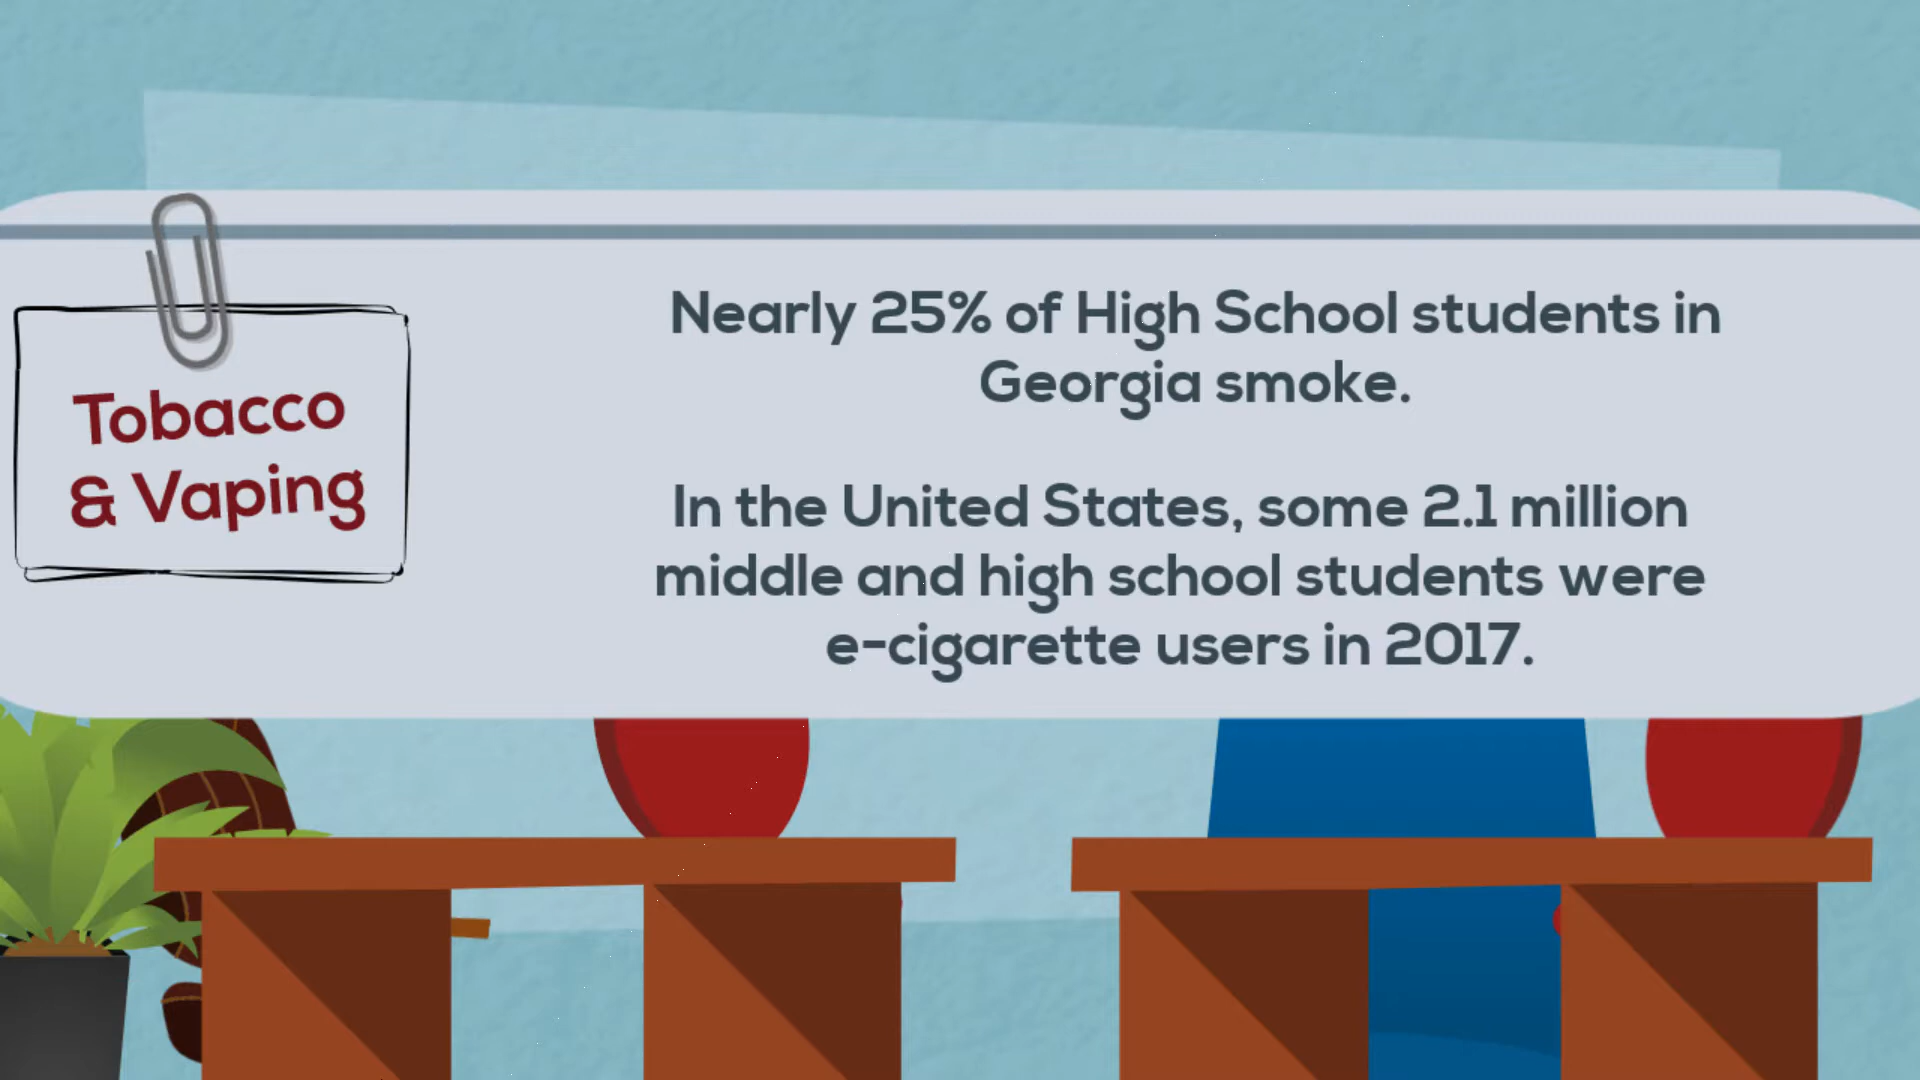 Tobacco
& Vaping
Nearly 25% of High School students in
Georgia smoke.
In the United States, some 2.1 million
middle and high school students were
e-cigarette users in 2017.